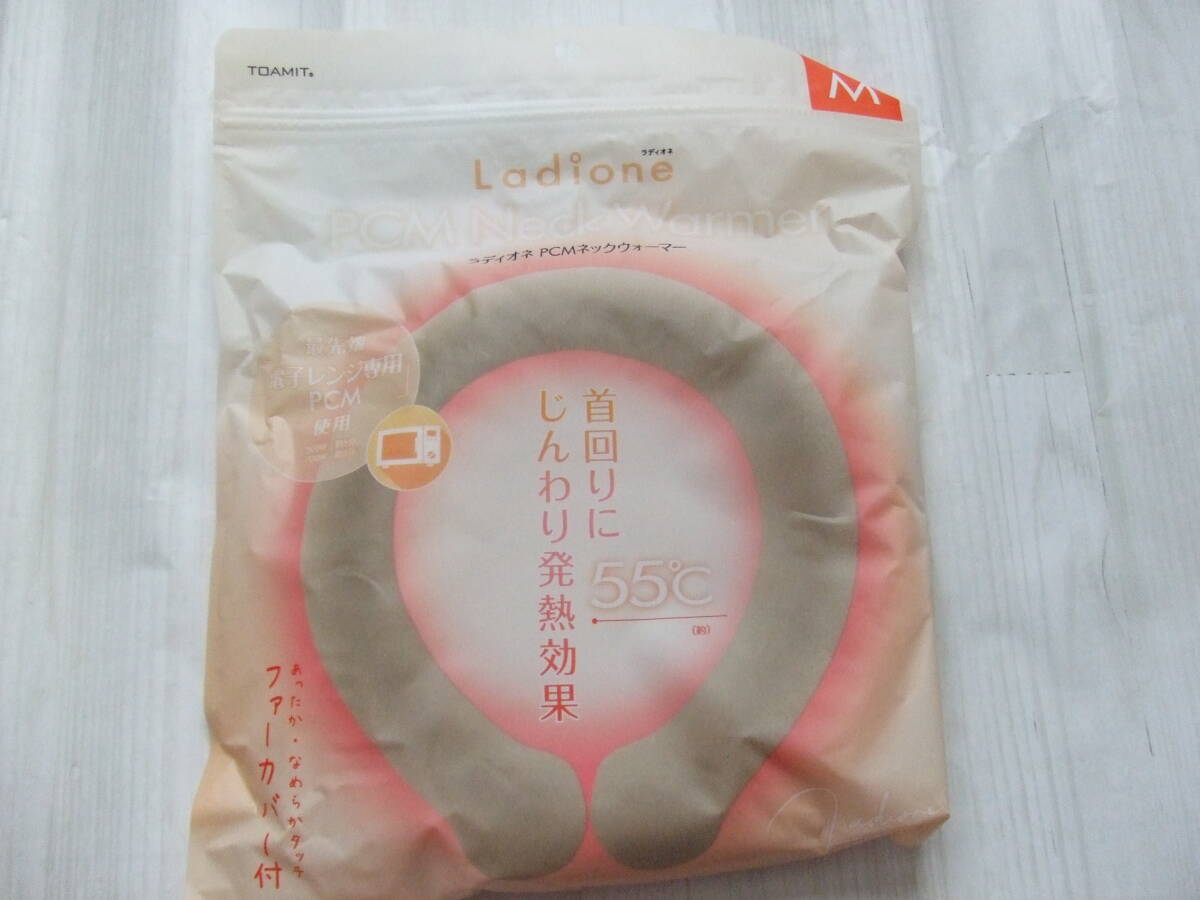 TOAMIT®
M
ラディオネ
Ladione
PCM Neck Warmer
ラディオネ PCMネックウォーマー
最先端
電子レンジ専用
PCM
使用
首回りに
じんわり発熱効果
55℃
(約)
あったか・なめらかタッチ
ファーカバー付
Ladione